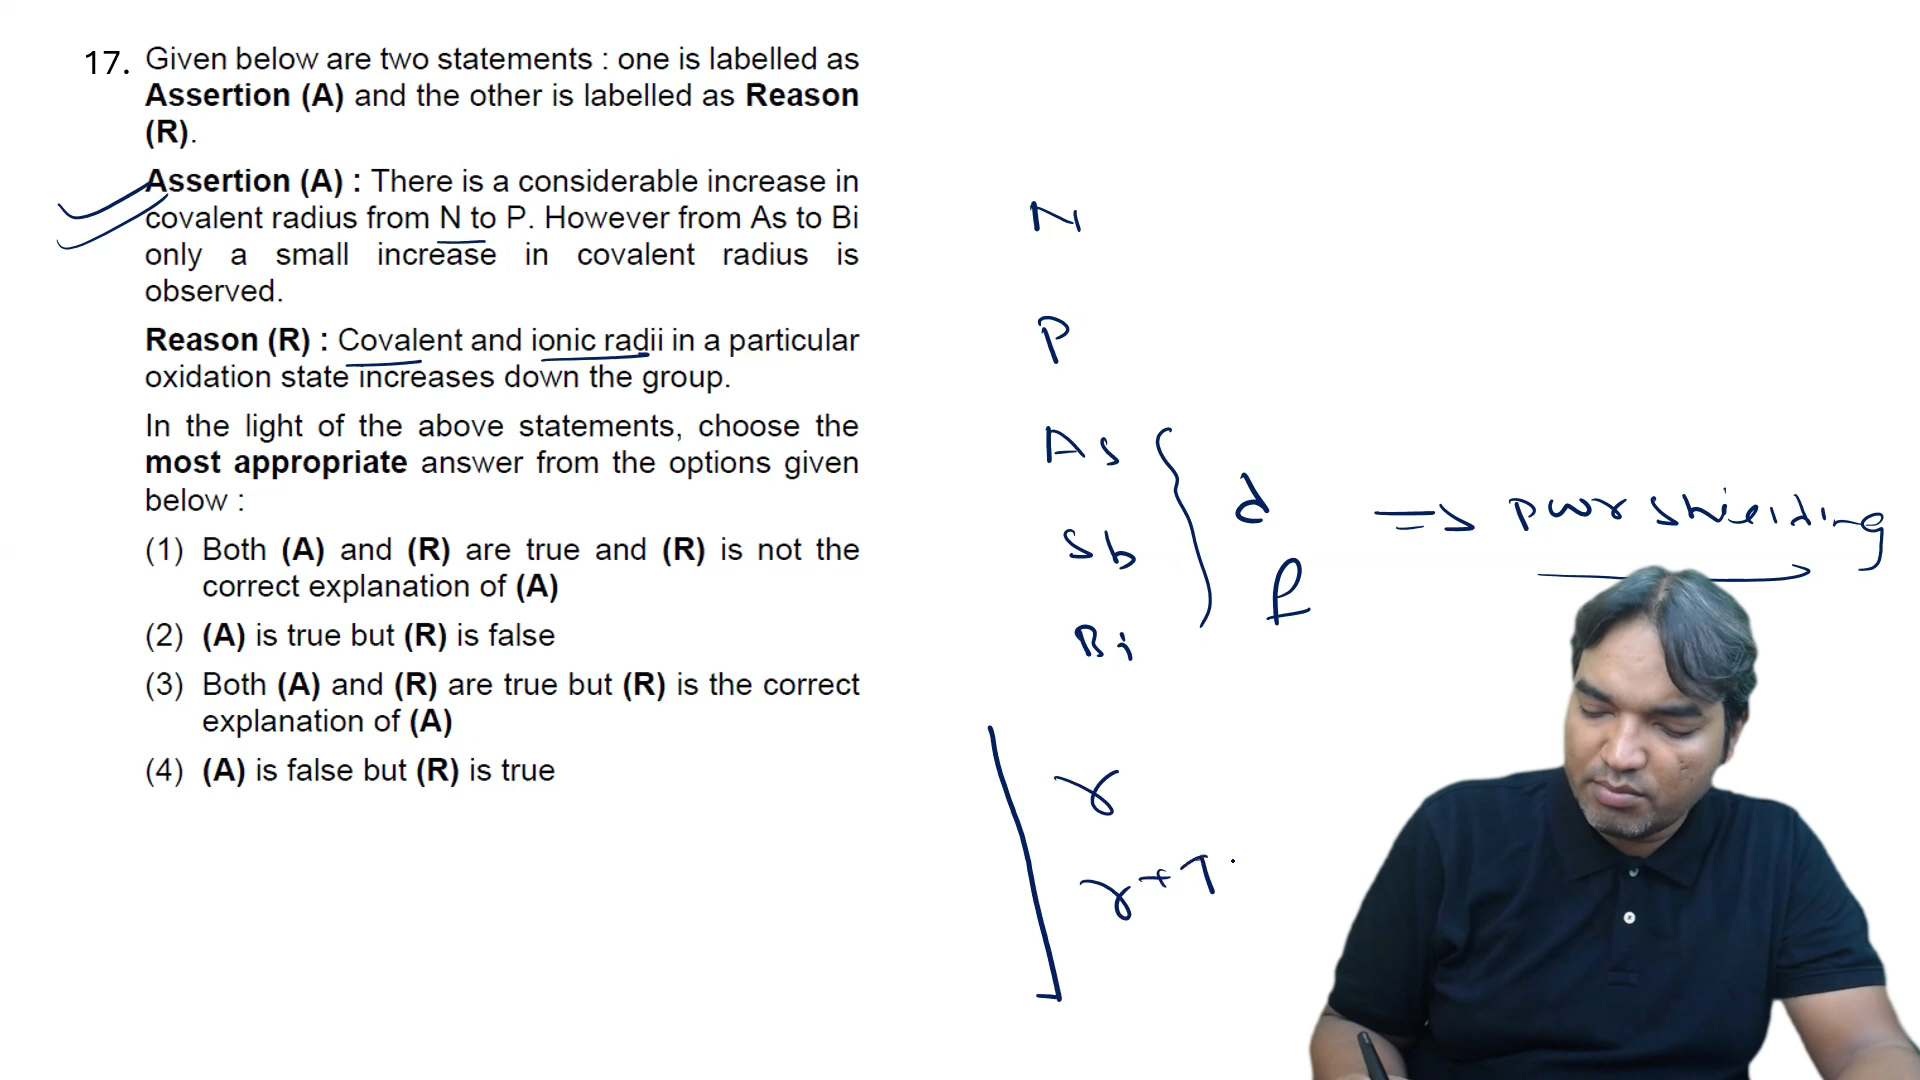 17. Given below are two statements : one is labelled as
Assertion (A) and the other is labelled as Reason
(R).
Assertion (A) : There is a considerable increase in
covalent radius from N to P. However from As to Bi
only a small increase in covalent radius is
observed.
Reason (R) : Covalent and ionic radii in a particular
oxidation state increases down the group.
In the light of the above statements, choose the
most appropriate answer from the options given
below :
(1) Both (A) and (R) are true and (R) is not the
correct explanation of (A)
(2) (A) is true but (R) is false
(3) Both (A) and (R) are true but (R) is the correct
explanation of (A)
(4) (A) is false but (R) is true
N
P
As
Sb
Bi
d
f
=> poor shielding